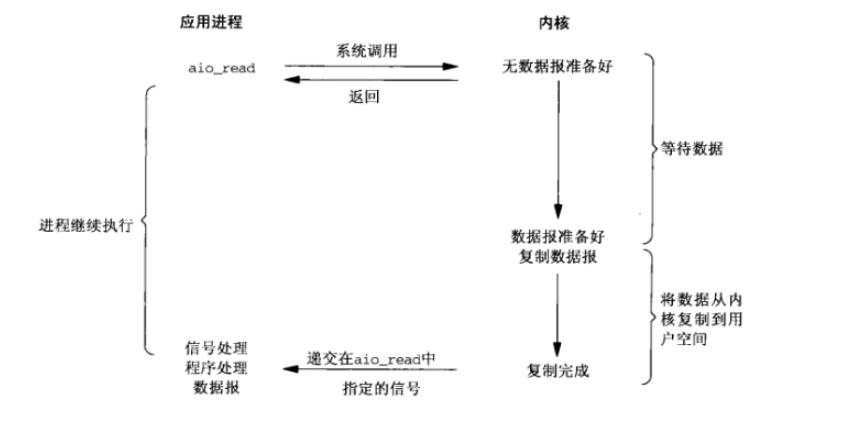 应用进程
内核
系统调用
aio_read
无数据报准备好
返回
等待数据
进程继续执行
数据报准备好
复制数据报
将数据从内
核复制到用
户空间
信号处理
程序处理
数据报
递交在aio_read中
指定的信号
复制完成